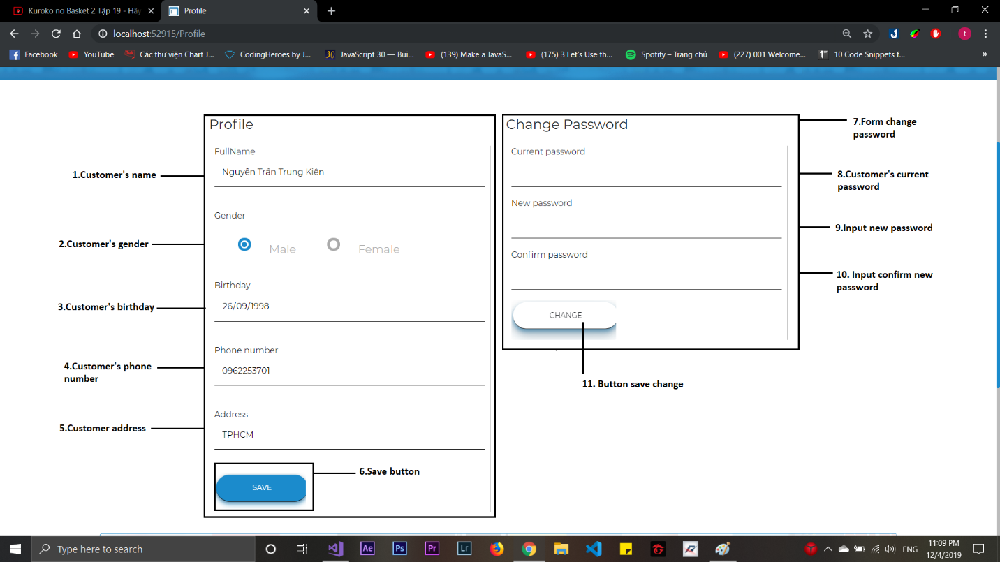 Kuroko no Basket 2 Tập 19 - Hãy
Profile
localhost:52915/Profile
t
Facebook
YouTube
Các thư viện Chart J...
CodingHeroes by J...
30
JavaScript 30 — Bui...
(139) Make a JavaS...
(175) 3 Let's Use th...
Spotify – Trang chủ
(227) 001 Welcome...
10 Code Snippets f...
»
Profile
FullName
Nguyễn Trần Trung Kiên
Gender
Male
Female
Birthday
26/09/1998
Phone number
0962253701
Address
TPHCM
SAVE
1.Customer's name
2.Customer's gender
3.Customer's birthday
4.Customer's phone
number
5.Customer address
6.Save button
Change Password
Current password
New password
Confirm password
CHANGE
7.Form change
password
8.Customer's current
password
9.Input new password
10. Input confirm new
password
11. Button save change
Type here to search
Ae
Ps
Pr
Lr
ENG
11:09 PM
12/4/2019